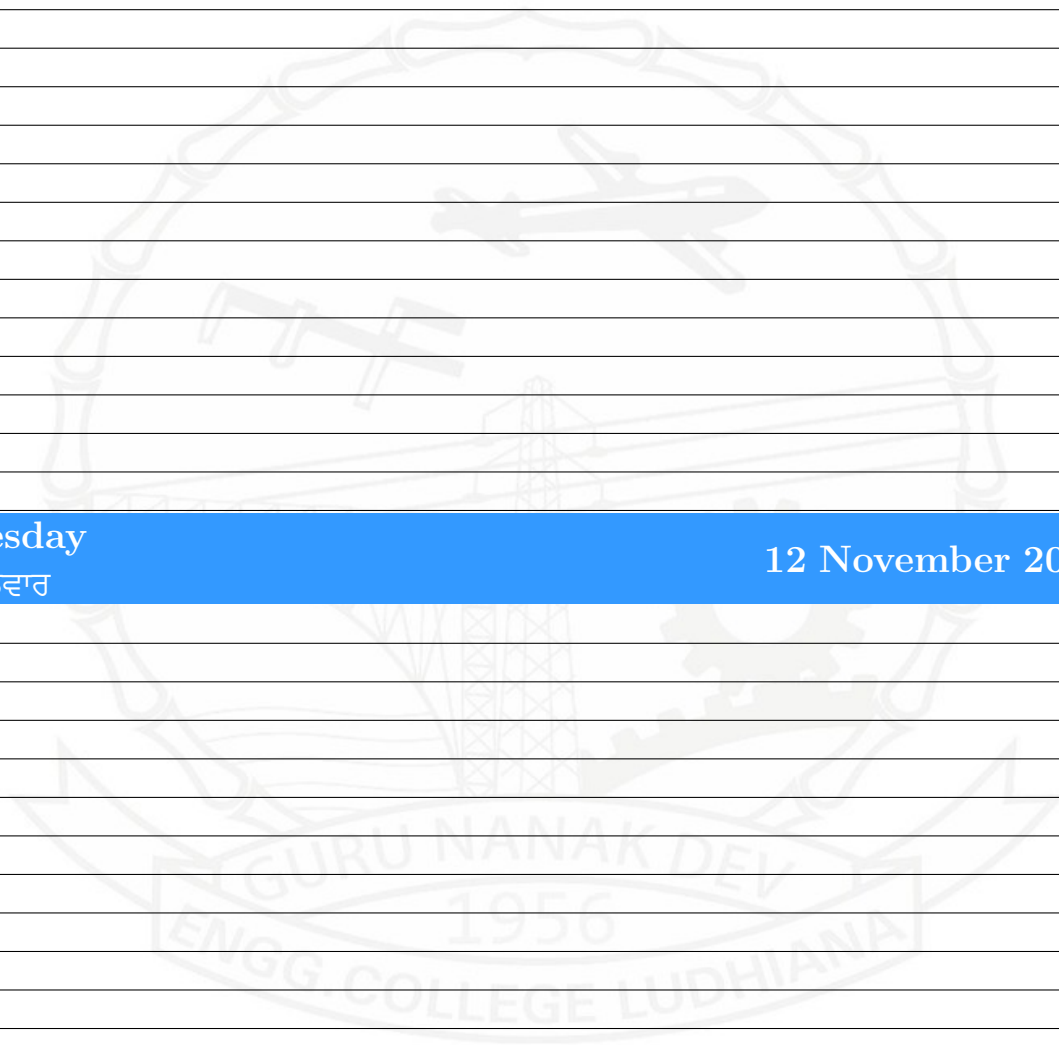 esday
12 November 20
ਵਾਰ
GURU NANAK DEV
1956
ENGG. COLLEGE LUDHIANA